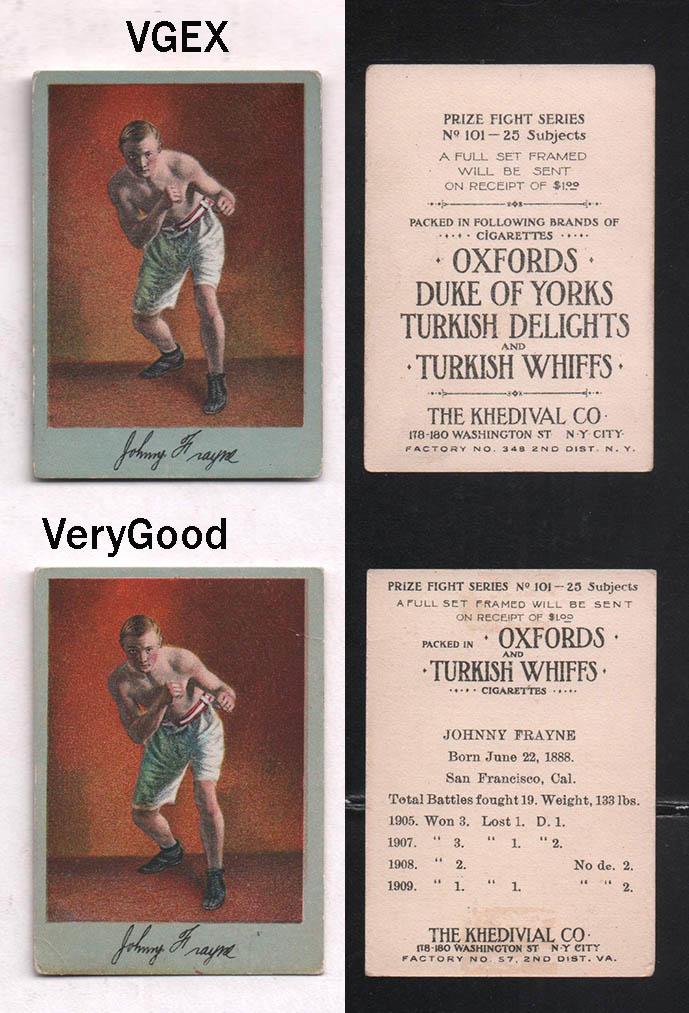 VGEX
Johnny Frayne
PRIZE FIGHT SERIES
Nº 101 – 25 Subjects
A FULL SET FRAMED
WILL BE SENT
ON RECEIPT OF $1.00
PACKED IN FOLLOWING BRANDS OF
CIGARETTES
OXFORDS
DUKE OF YORKS
TURKISH DELIGHTS
AND
TURKISH WHIFFS
THE KHEDIVAL CO.
178-180 WASHINGTON ST N·Y·CITY·
FACTORY NO. 348 2ND DIST. N. Y.
VeryGood
Johnny Frayne
PRIZE FIGHT SERIES Nº 101 – 25 Subjects
A FULL SET FRAMED WILL BE SENT
ON RECEIPT OF $1.00
PACKED IN · OXFORDS ·
AND
· TURKISH WHIFFS ·
CIGARETTES
JOHNNY FRAYNE
Born June 22, 1888.
San Francisco, Cal.
Total Battles fought 19. Weight, 133 lbs.
1905. Won 3. Lost 1. D. 1.
1907. " 3. " 1. " 2.
1908. " 2. No de. 2.
1909. " 1. " 1. " " 2.
THE KHEDIVIAL CO.
178-180 WASHINGTON ST N·Y CITY
FACTORY NO. 57, 2ND DIST. VA.